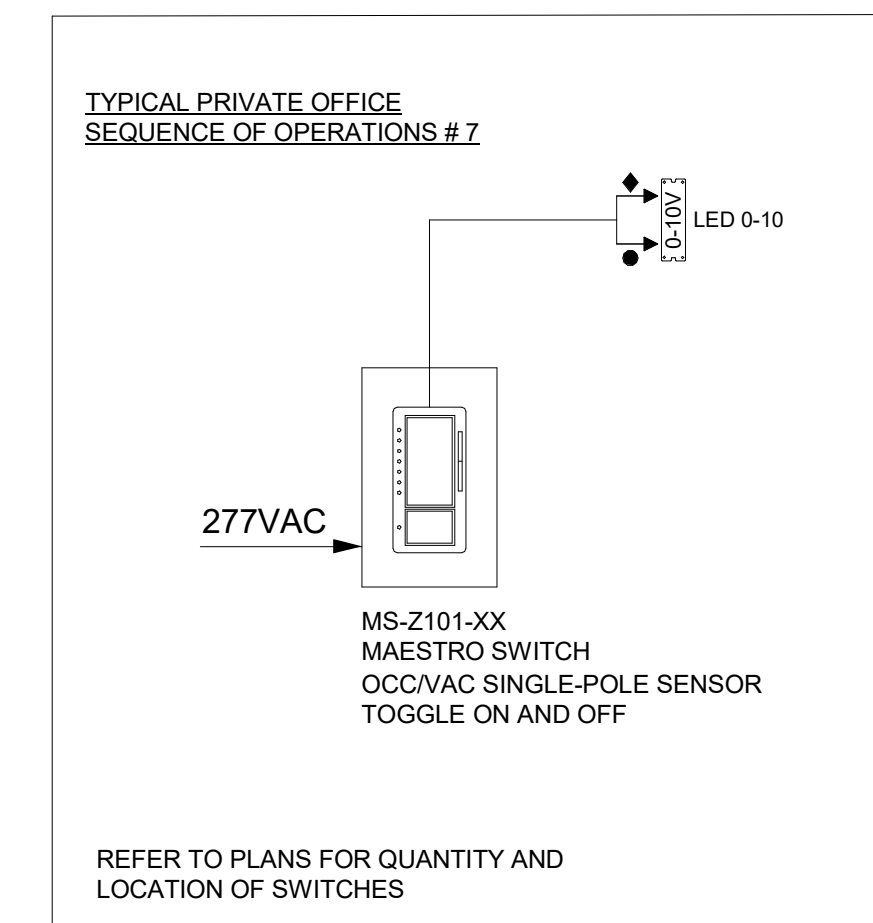 TYPICAL PRIVATE OFFICE
SEQUENCE OF OPERATIONS # 7
0-10V
LED 0-10
277VAC
MS-Z101-XX
MAESTRO SWITCH
OCC/VAC SINGLE-POLE SENSOR
TOGGLE ON AND OFF
REFER TO PLANS FOR QUANTITY AND
LOCATION OF SWITCHES